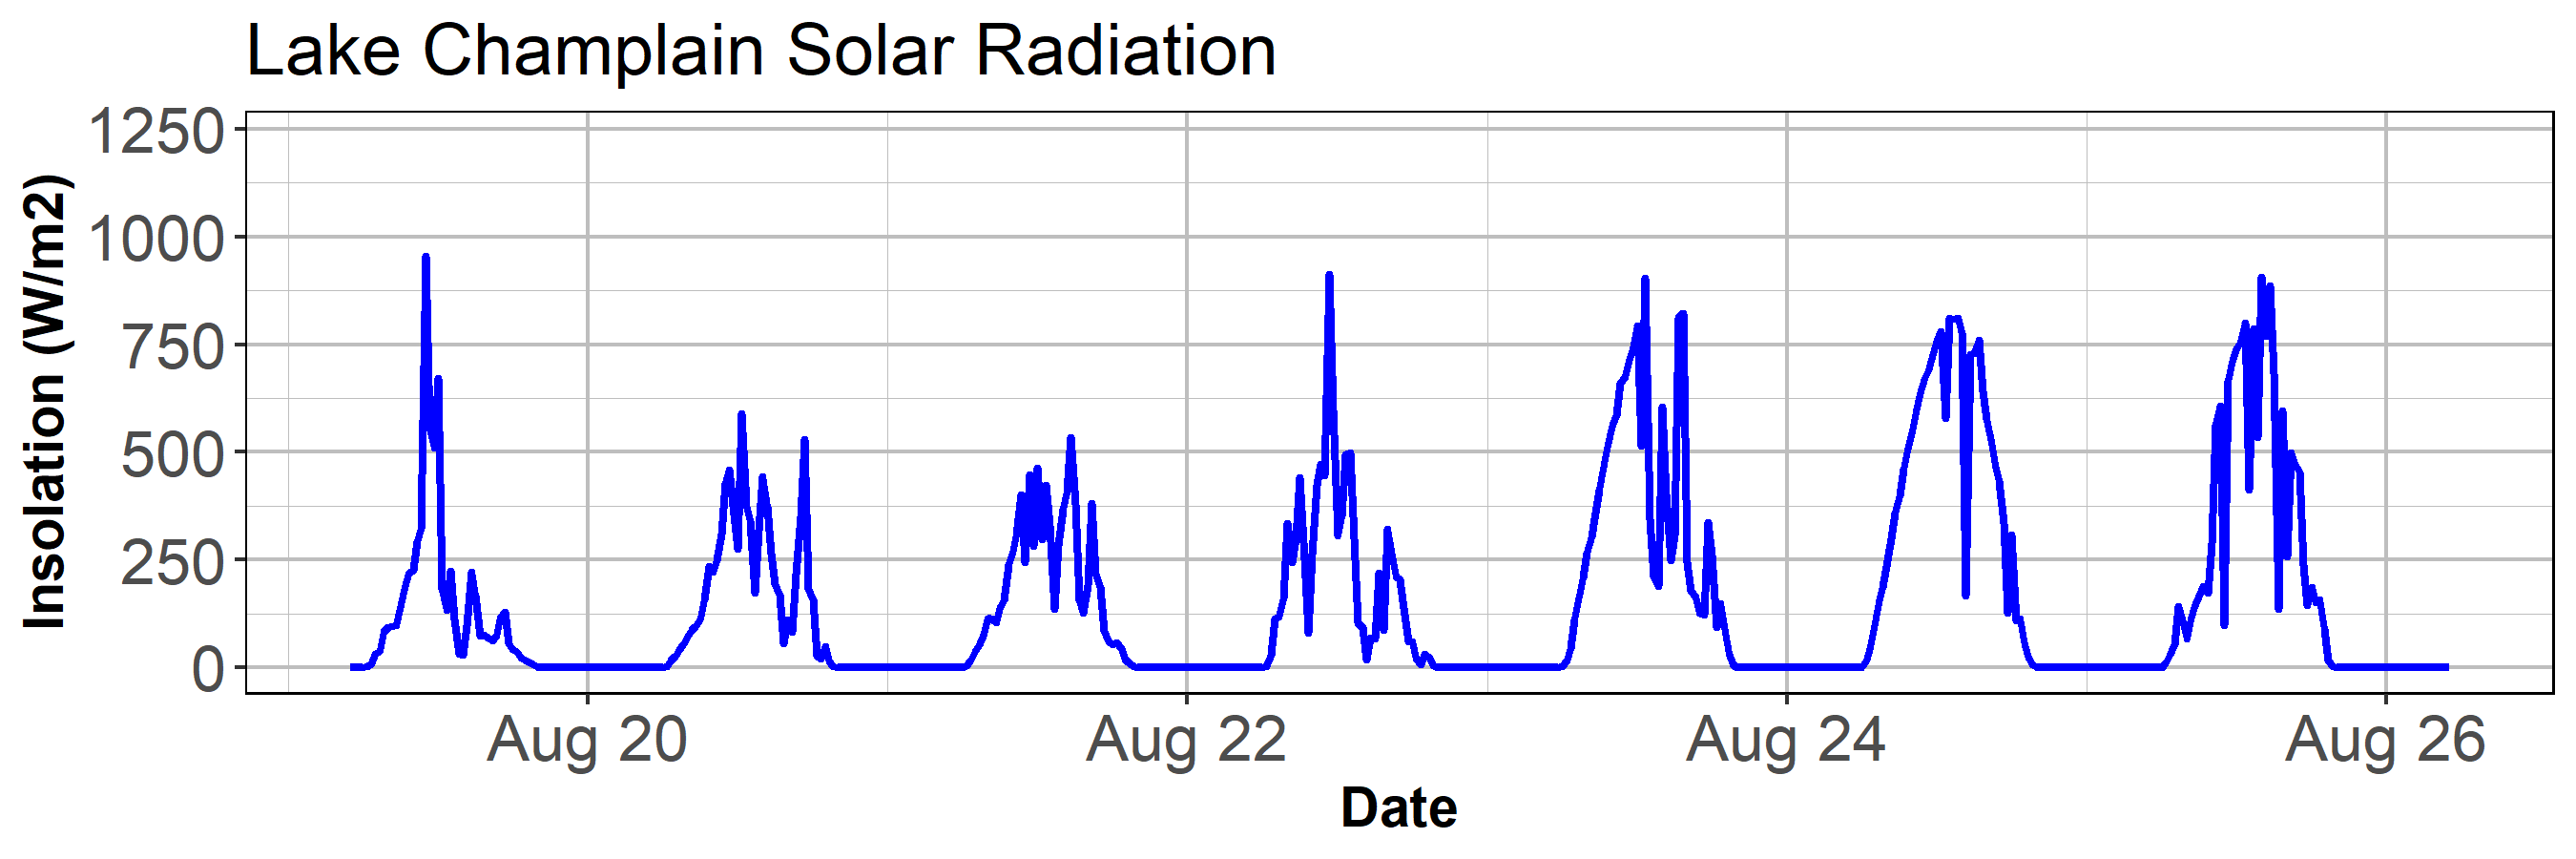 Lake Champlain Solar Radiation
Insolation (W/m2)
1250
1000
750
500
250
0
Aug 20 Aug 22 Aug 24 Aug 26
Date